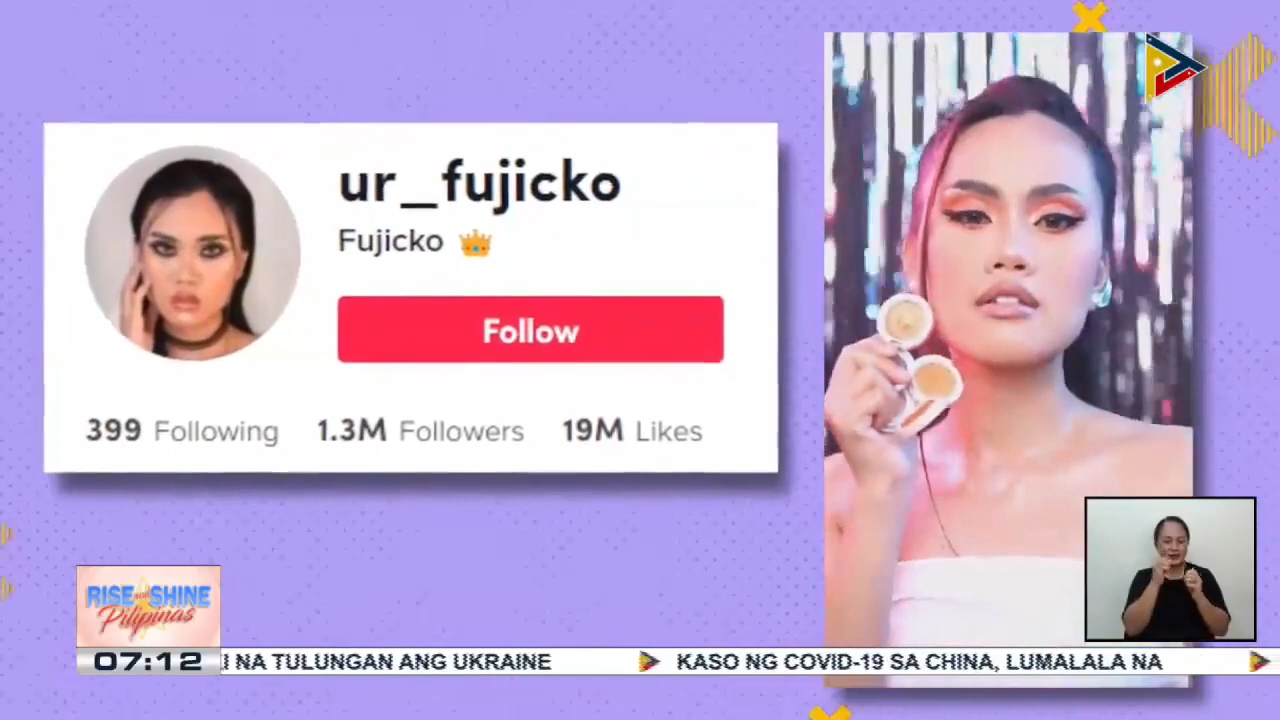 ur_fujicko
Fujicko
Follow
399 Following 1.3M Followers 19M Likes
RISE and SHINE
Pilipinas
07:12
NA TULUNGAN ANG UKRAINE
KASO NG COVID-19 SA CHINA, LUMALALA NA